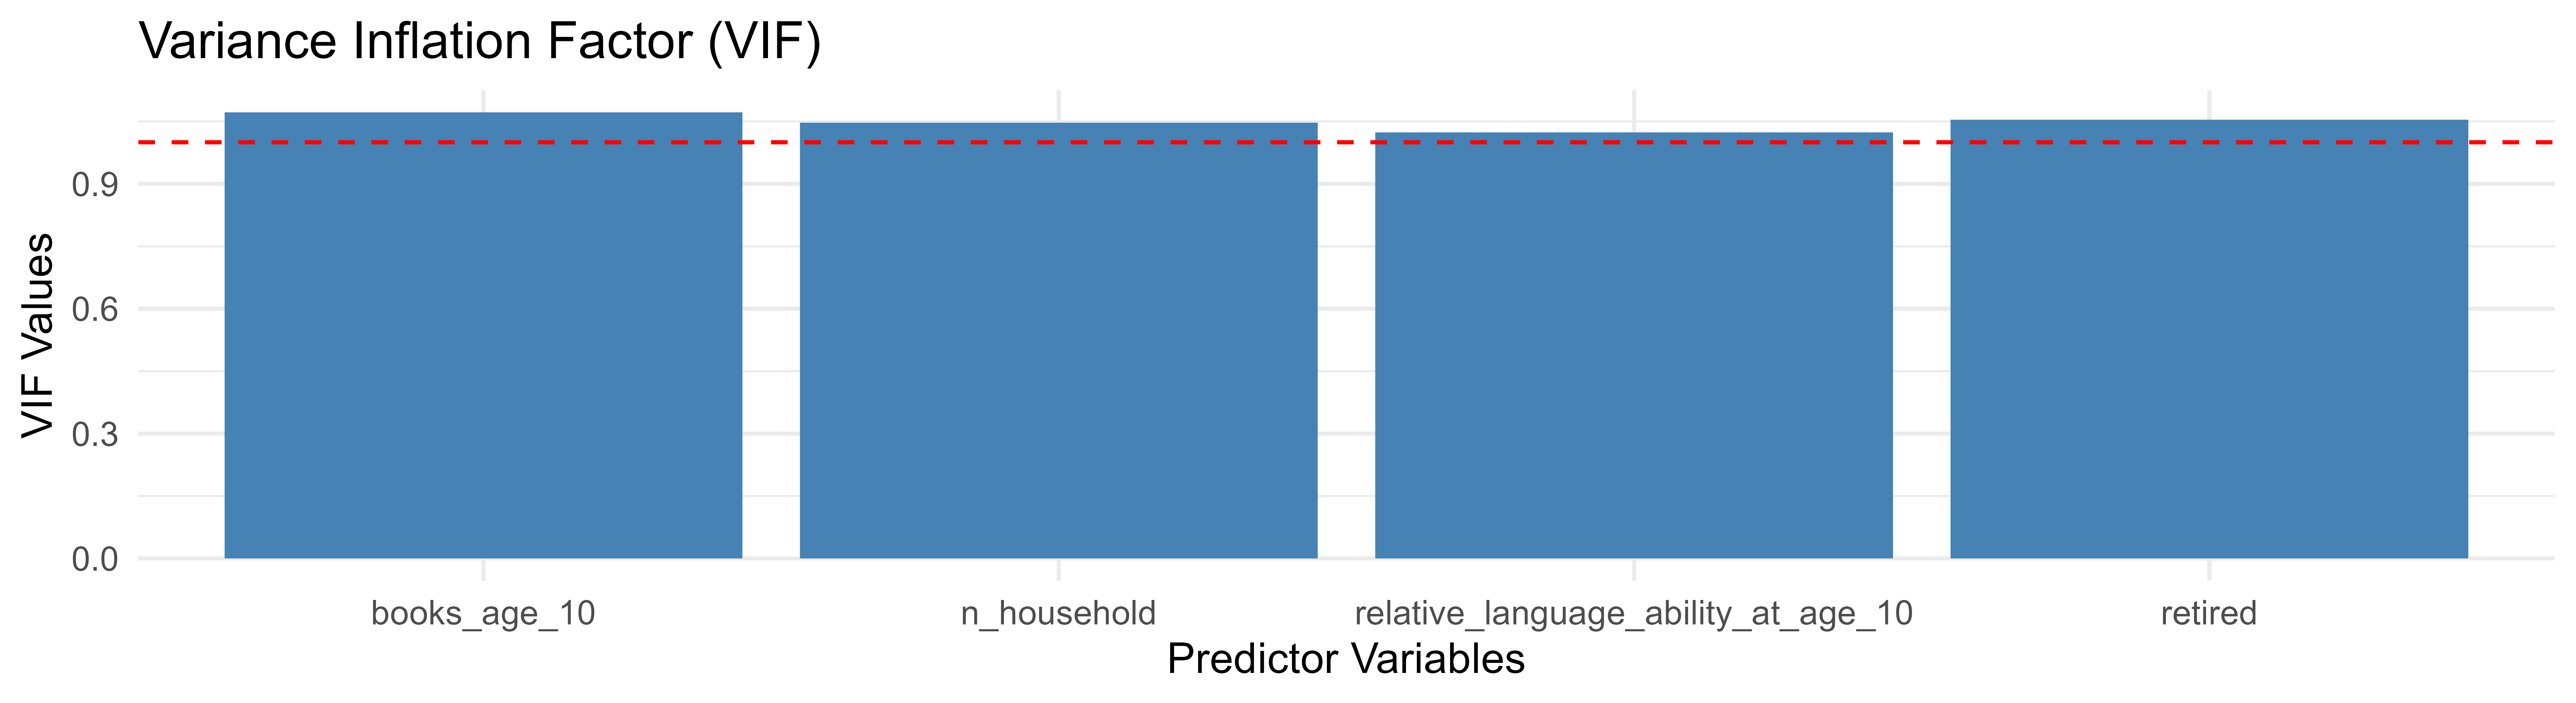 Variance Inflation Factor (VIF)
VIF Values
0.9
0.6
0.3
0.0
books_age_10
n_household
relative_language_ability_at_age_10
retired
Predictor Variables